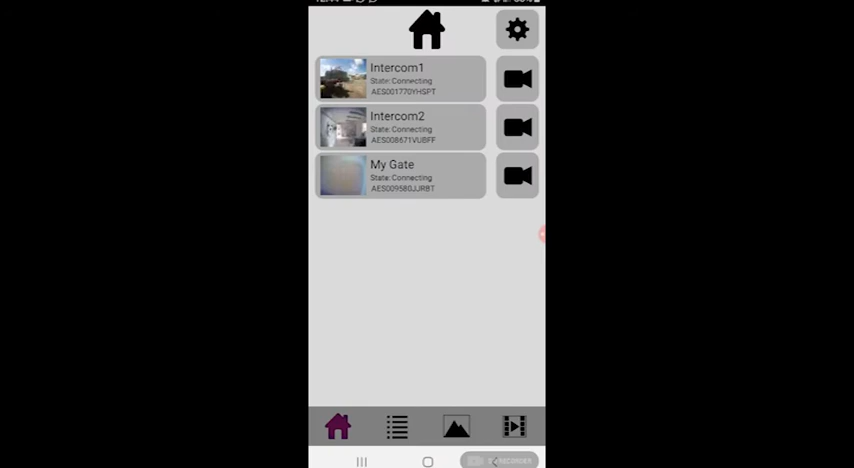 Intercom1
State: Connecting
AES001770YHSPT
Intercom2
State: Connecting
AES008671VUBFF
My Gate
State: Connecting
AES009580JJRBT